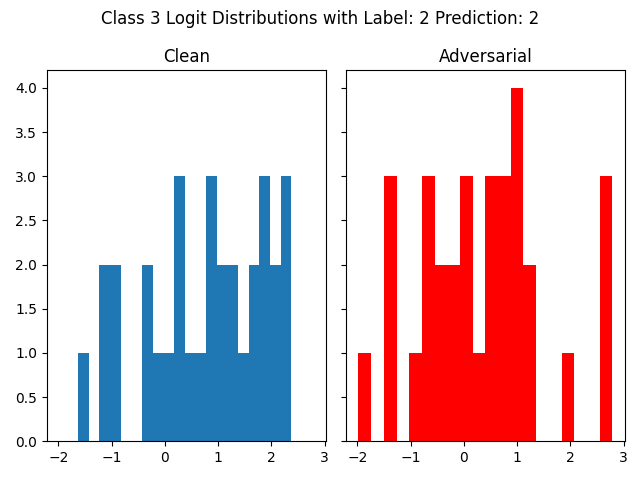 Class 3 Logit Distributions with Label: 2 Prediction: 2
Clean
Adversarial
4.0
3.5
3.0
2.5
2.0
1.5
1.0
0.5
0.0
−2 −1 0 1 2 3
−2 −1 0 1 2 3